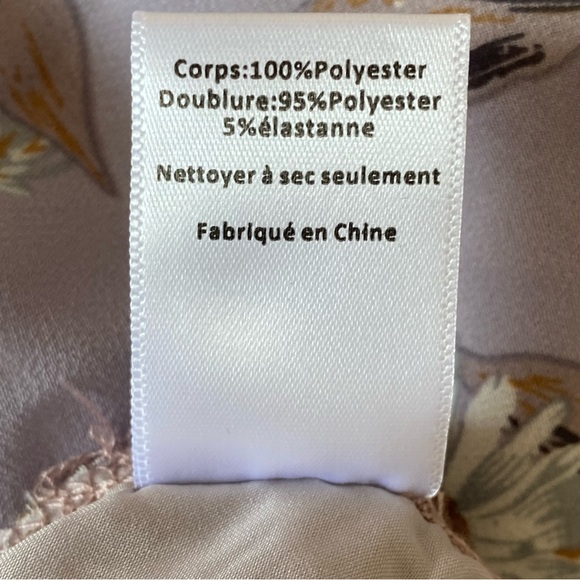 Corps:100%Polyester
Doublure:95%Polyester
5%élastanne
Nettoyer à sec seulement
Fabriqué en Chine